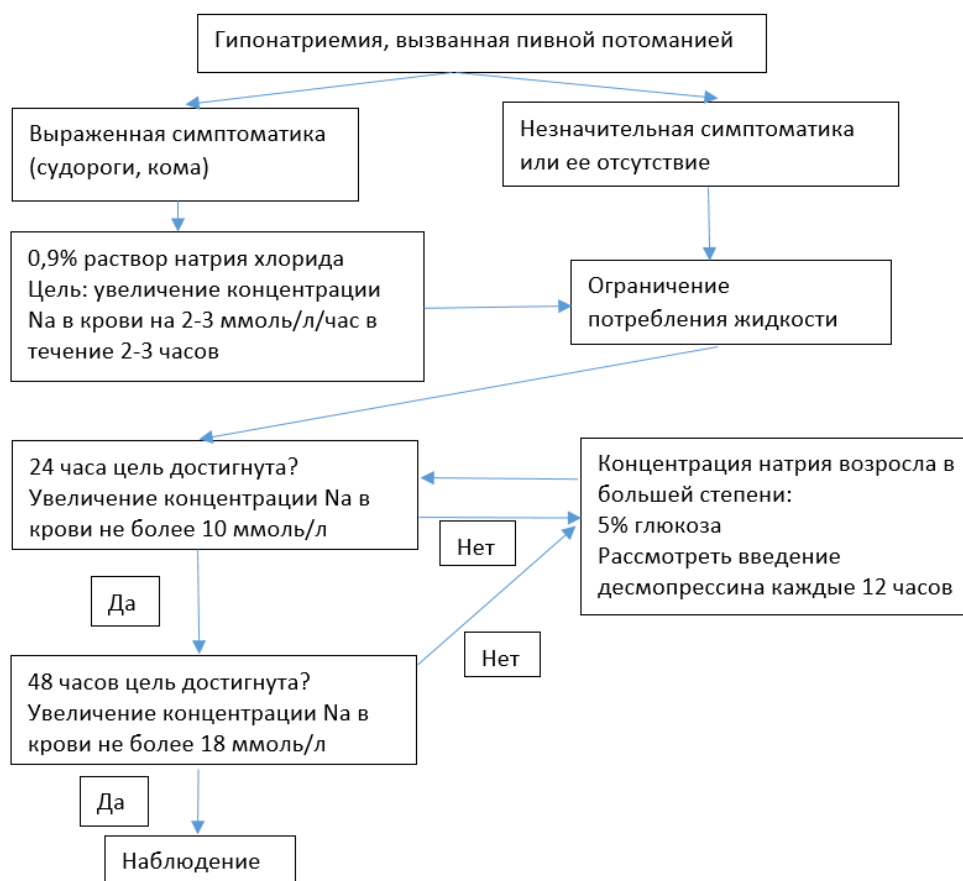 Гипонатриемия, вызванная пивной потоманией
Выраженная симптоматика
(судороги, кома)
Незначительная симптоматика
или ее отсутствие
0,9% раствор натрия хлорида
Цель: увеличение концентрации
Na в крови на 2-3 ммоль/л/час в
течение 2-3 часов
Ограничение
потребления жидкости
24 часа цель достигнута?
Увеличение концентрации Na в
крови не более 10 ммоль/л
Концентрация натрия возросла в
большей степени:
5% глюкоза
Рассмотреть введение
десмопрессина каждые 12 часов
Нет
Да
Нет
48 часов цель достигнута?
Увеличение концентрации Na в
крови не более 18 ммоль/л
Да
Наблюдение